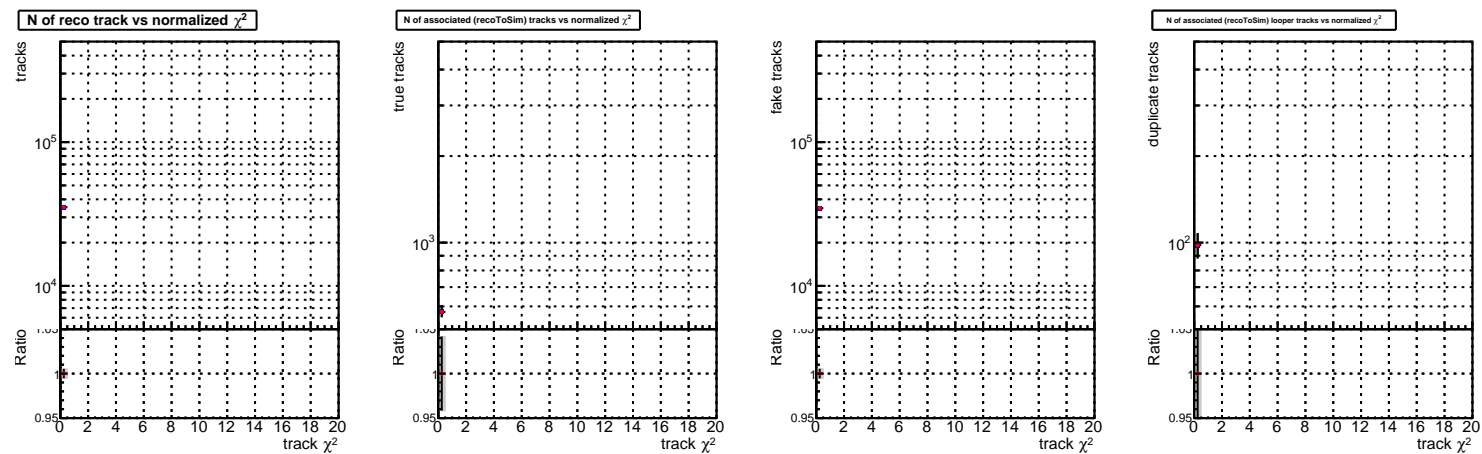 N of reco track vs normalized χ²
tracks
10⁵
10⁴
Ratio
1
0.95
0 2 4 6 8 10 12 14 16 18 20
track χ²
N of associated (recoToSim) tracks vs normalized χ²
true tracks
10³
Ratio
1
0.95
0 2 4 6 8 10 12 14 16 18 20
track χ²
fake tracks
10⁵
10⁴
Ratio
1
0.95
0 2 4 6 8 10 12 14 16 18 20
track χ²
N of associated (recoToSim) looper tracks vs normalized χ²
duplicate tracks
10²
Ratio
1
0.95
0 2 4 6 8 10 12 14 16 18 20
track χ²